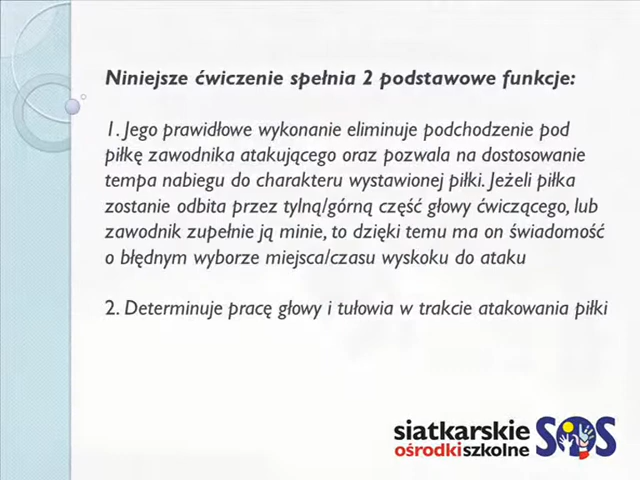 Niniejsze ćwiczenie spełnia 2 podstawowe funkcje:
1. Jego prawidłowe wykonanie eliminuje podchodzenie pod
piłkę zawodnika atakującego oraz pozwala na dostosowanie
tempa nabiegu do charakteru wystawionej piłki. Jeżeli piłka
zostanie odbita przez tylną/górną część głowy ćwiczącego, lub
zawodnik zupełnie ją minie, to dzięki temu ma on świadomość
o błędnym wyborze miejsca/czasu wyskoku do ataku
2. Determinuje pracę głowy i tułowia w trakcie atakowania piłki
siatkarskie SOS
ośrodki szkolne